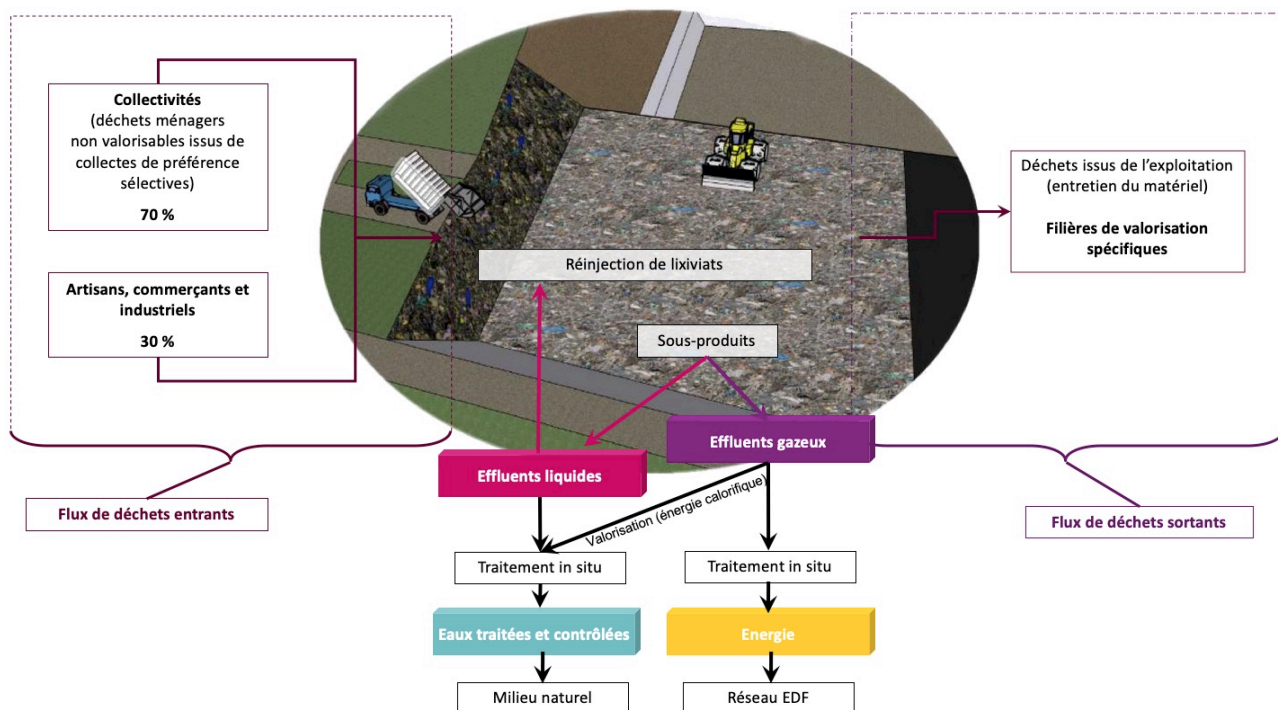 Collectivités
(déchets ménagers
non valorisables issus de
collectes de préférence
sélectives)
70 %
Artisans, commerçants et
industriels
30 %
Flux de déchets entrants
Réinjection de lixiviats
Sous-produits
Effluents gazeux
Effluents liquides
Valorisation (énergie calorifique)
Traitement in situ
Traitement in situ
Eaux traitées et contrôlées
Energie
Milieu naturel
Réseau EDF
Déchets issus de l’exploitation
(entretien du matériel)
Filières de valorisation
spécifiques
Flux de déchets sortants